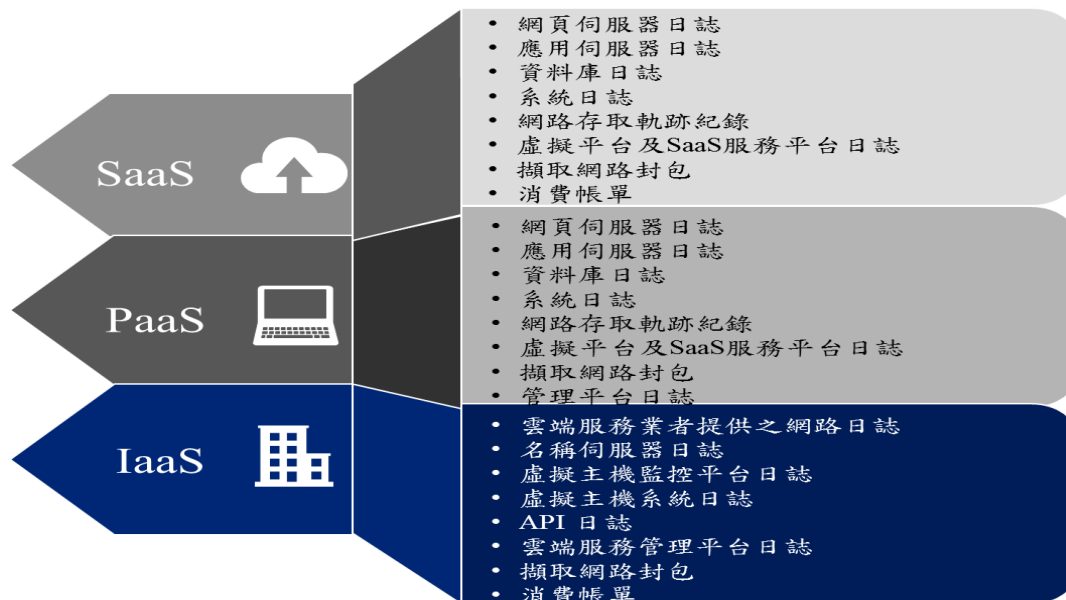 SaaS
• 網頁伺服器日誌
• 應用伺服器日誌
• 資料庫日誌
• 系統日誌
• 網路存取軌跡紀錄
• 虛擬平台及SaaS服務平台日誌
• 擷取網路封包
• 消費帳單
PaaS
• 網頁伺服器日誌
• 應用伺服器日誌
• 資料庫日誌
• 系統日誌
• 網路存取軌跡紀錄
• 虛擬平台及SaaS服務平台日誌
• 擷取網路封包
• 管理平台日誌
IaaS
• 雲端服務業者提供之網路日誌
• 名稱伺服器日誌
• 虛擬主機監控平台日誌
• 虛擬主機系統日誌
• API 日誌
• 雲端服務管理平台日誌
• 擷取網路封包
• 消費帳單